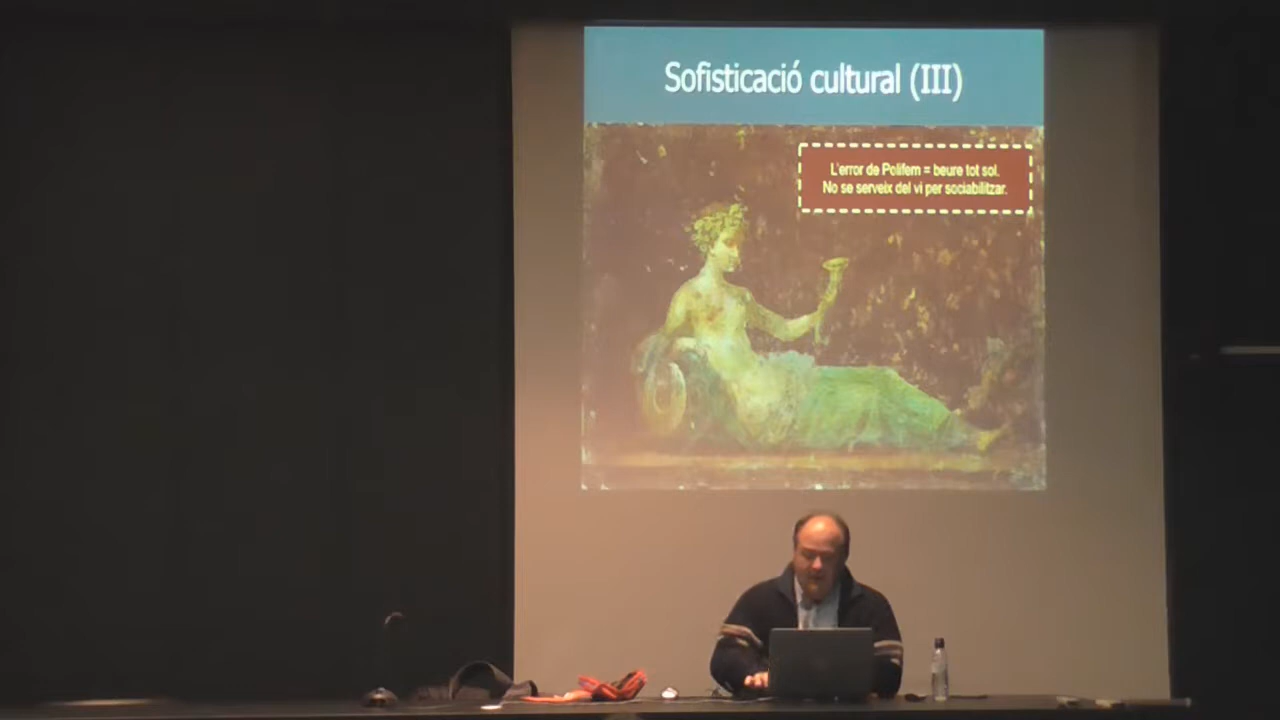 Sofisticació cultural (III)
L'error de Polifem = beure tot sol.
No se serveix del vi per sociabilitzar.